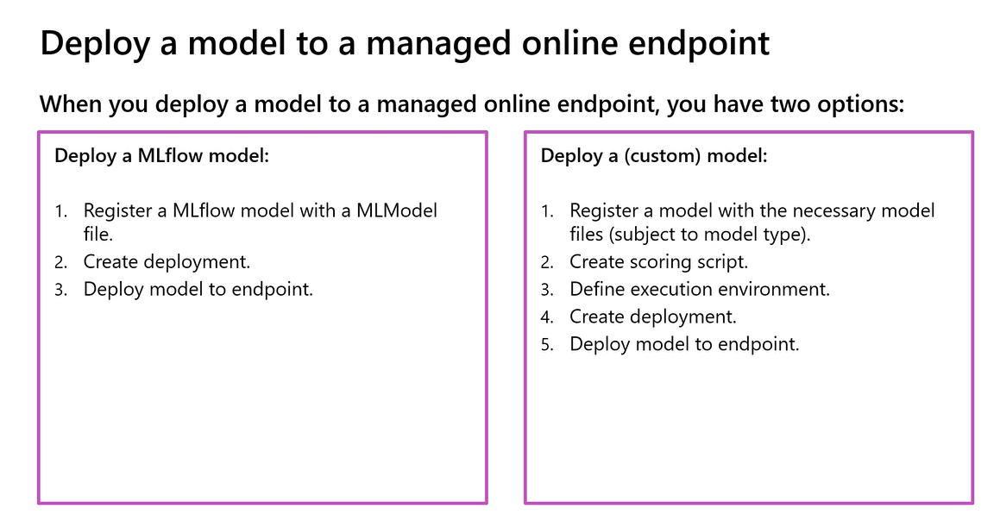 Deploy a model to a managed online endpoint
When you deploy a model to a managed online endpoint, you have two options:
Deploy a MLflow model:
1. Register a MLflow model with a MLModel
file.
2. Create deployment.
3. Deploy model to endpoint.
Deploy a (custom) model:
1. Register a model with the necessary model
files (subject to model type).
2. Create scoring script.
3. Define execution environment.
4. Create deployment.
5. Deploy model to endpoint.